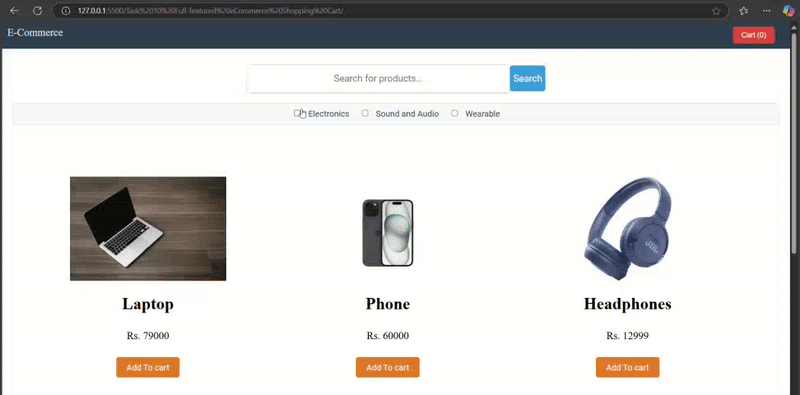 127.0.0.1:5500/Task%2010%20Full-featured%20eCommerce%20Shopping%20Cart/
E-Commerce
Cart (0)
Search for products...
Search
Electronics Sound and Audio Wearable
JBL
Laptop Phone Headphones
Rs. 79000 Rs. 60000 Rs. 12999
Add To cart Add To cart Add To cart